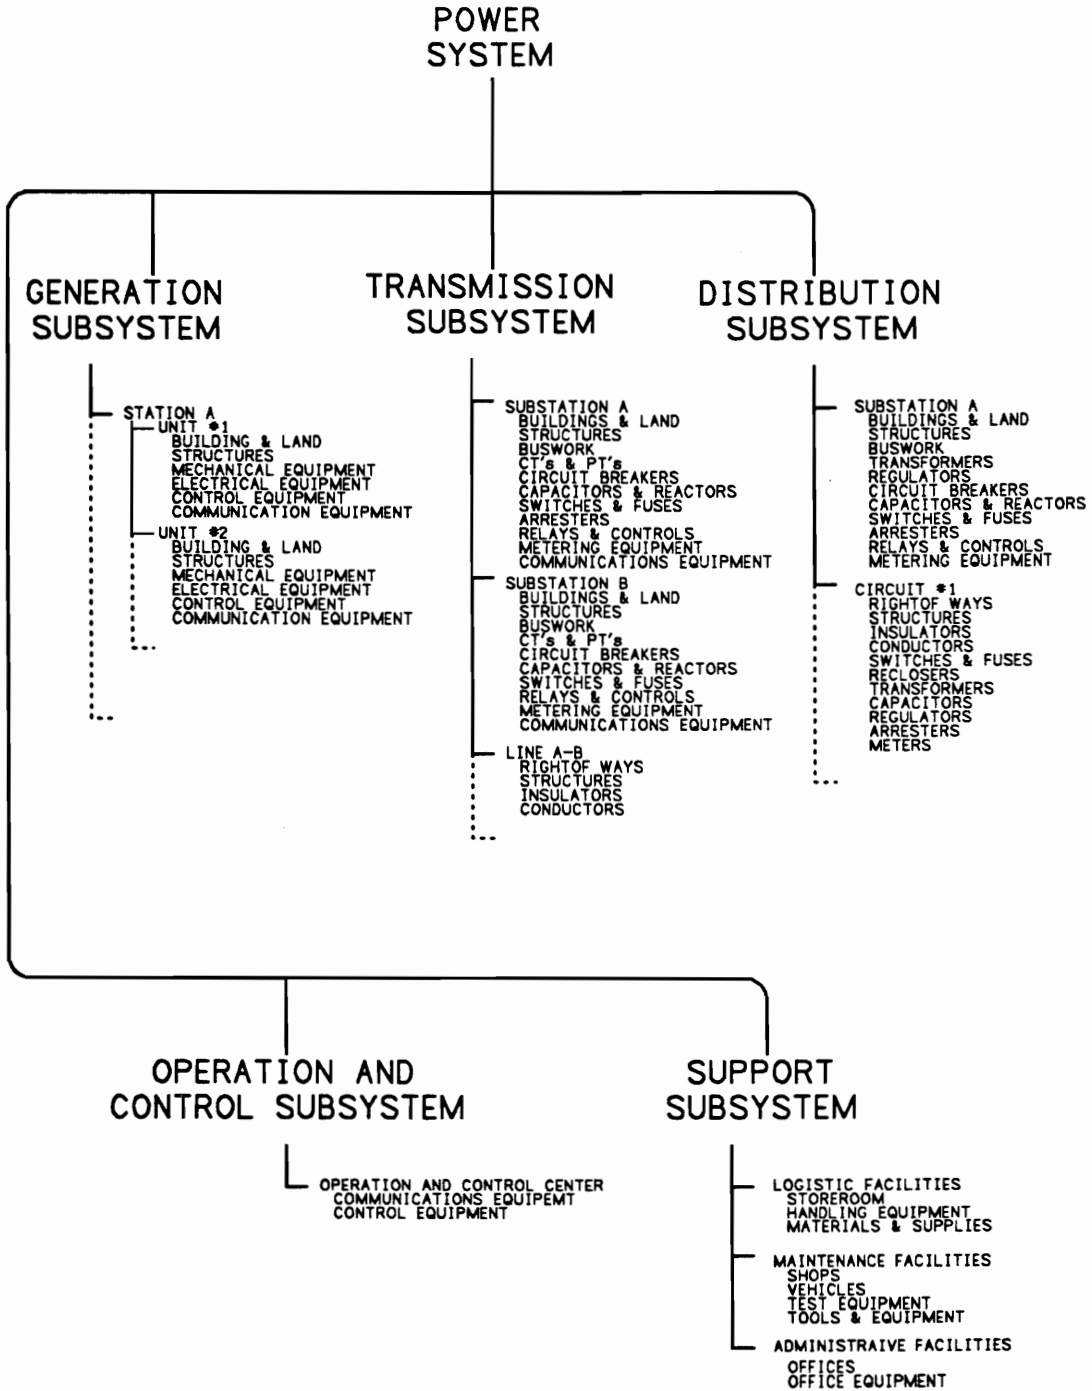 POWER
SYSTEM
GENERATION
SUBSYSTEM
STATION A
UNIT #1
BUILDING & LAND
STRUCTURES
MECHANICAL EQUIPMENT
ELECTRICAL EQUIPMENT
CONTROL EQUIPMENT
COMMUNICATION EQUIPMENT
UNIT #2
BUILDING & LAND
STRUCTURES
MECHANICAL EQUIPMENT
ELECTRICAL EQUIPMENT
CONTROL EQUIPMENT
COMMUNICATION EQUIPMENT
TRANSMISSION
SUBSYSTEM
SUBSTATION A
BUILDINGS & LAND
STRUCTURES
BUSWORK
CT's & PT's
CIRCUIT BREAKERS
CAPACITORS & REACTORS
SWITCHES & FUSES
ARRESTERS
RELAYS & CONTROLS
METERING EQUIPMENT
COMMUNICATIONS EQUIPMENT
SUBSTATION B
BUILDINGS & LAND
STRUCTURES
BUSWORK
CT's & PT's
CIRCUIT BREAKERS
CAPACITORS & REACTORS
SWITCHES & FUSES
RELAYS & CONTROLS
METERING EQUIPMENT
COMMUNICATIONS EQUIPMENT
LINE A-B
RIGHTOF WAYS
STRUCTURES
INSULATORS
CONDUCTORS
DISTRIBUTION
SUBSYSTEM
SUBSTATION A
BUILDINGS & LAND
STRUCTURES
BUSWORK
TRANSFORMERS
REGULATORS
CIRCUIT BREAKERS
CAPACITORS & REACTORS
SWITCHES & FUSES
ARRESTERS
RELAYS & CONTROLS
METERING EQUIPMENT
CIRCUIT #1
RIGHTOF WAYS
STRUCTURES
INSULATORS
CONDUCTORS
SWITCHES & FUSES
RECLOSERS
TRANSFORMERS
CAPACITORS
REGULATORS
ARRESTERS
METERS
OPERATION AND
CONTROL SUBSYSTEM
OPERATION AND CONTROL CENTER
COMMUNICATIONS EQUIPEMT
CONTROL EQUIPMENT
SUPPORT
SUBSYSTEM
LOGISTIC FACILITIES
STOREROOM
HANDLING EQUIPMENT
MATERIALS & SUPPLIES
MAINTENANCE FACILITIES
SHOPS
VEHICLES
TEST EQUIPMENT
TOOLS & EQUIPMENT
ADMINISTRAIVE FACILITIES
OFFICES
OFFICE EQUIPMENT